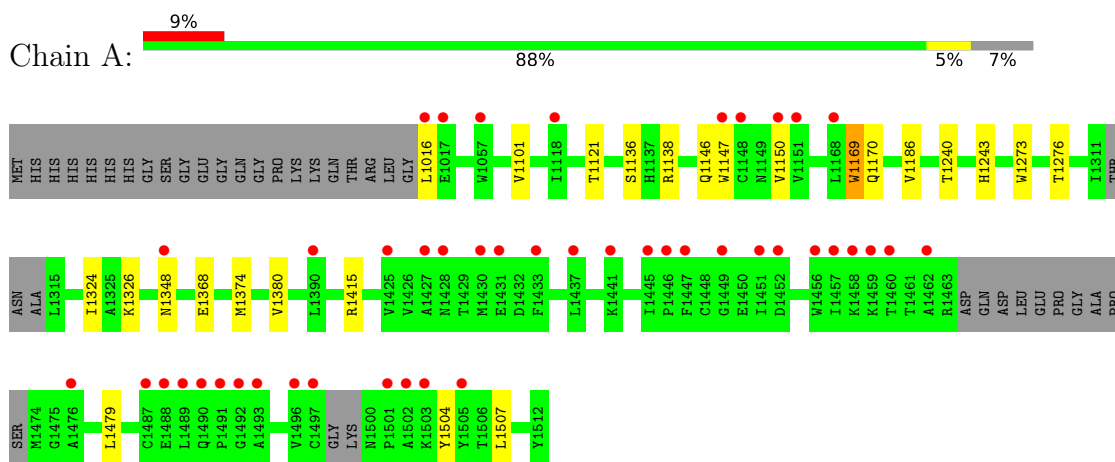 9%
Chain A:
88% 5% 7%
MET HIS HIS HIS HIS HIS HIS GLY SER GLY GLU GLY GLN GLY PRO LYS LYS GLN THR ARG LEU GLY L1016 E1017 W1057 V1101 I1118 T1121 S1136 H1137 R1138 Q1146 W1147 C1148 N1149 V1150 V1151 L1168 W1169 Q1170 V1186 T1240 H1243 W1273 T1276 I1311 THR
ASN ALA L1315 I1324 A1325 K1326 N1348 E1368 M1374 V1380 L1390 R1415 V1425 V1426 A1427 N1428 T1429 M1430 E1431 D1432 F1433 L1437 K1441 I1445 P1446 F1447 C1448 G1449 E1450 I1451 D1452 W1456 I1457 K1458 K1459 T1460 T1461 A1462 R1463 ASP GLN ASP LEU GLU PRO GLY ALA PRO
SER M1474 G1475 A1476 L1479 C1487 E1488 L1489 Q1490 P1491 G1492 A1493 V1496 C1497 GLY LYS N1500 P1501 A1502 K1503 Y1504 Y1505 T1506 L1507 Y1512